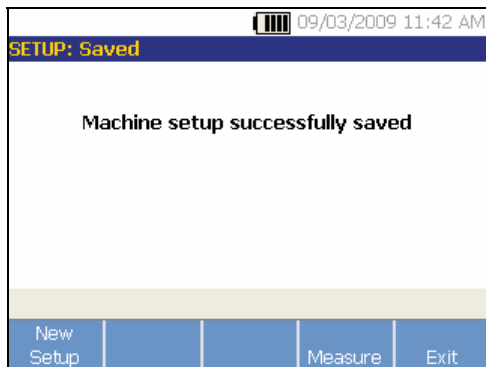 09/03/2009 11:42 AM
SETUP: Saved
Machine setup successfully saved
New
Setup
Measure
Exit